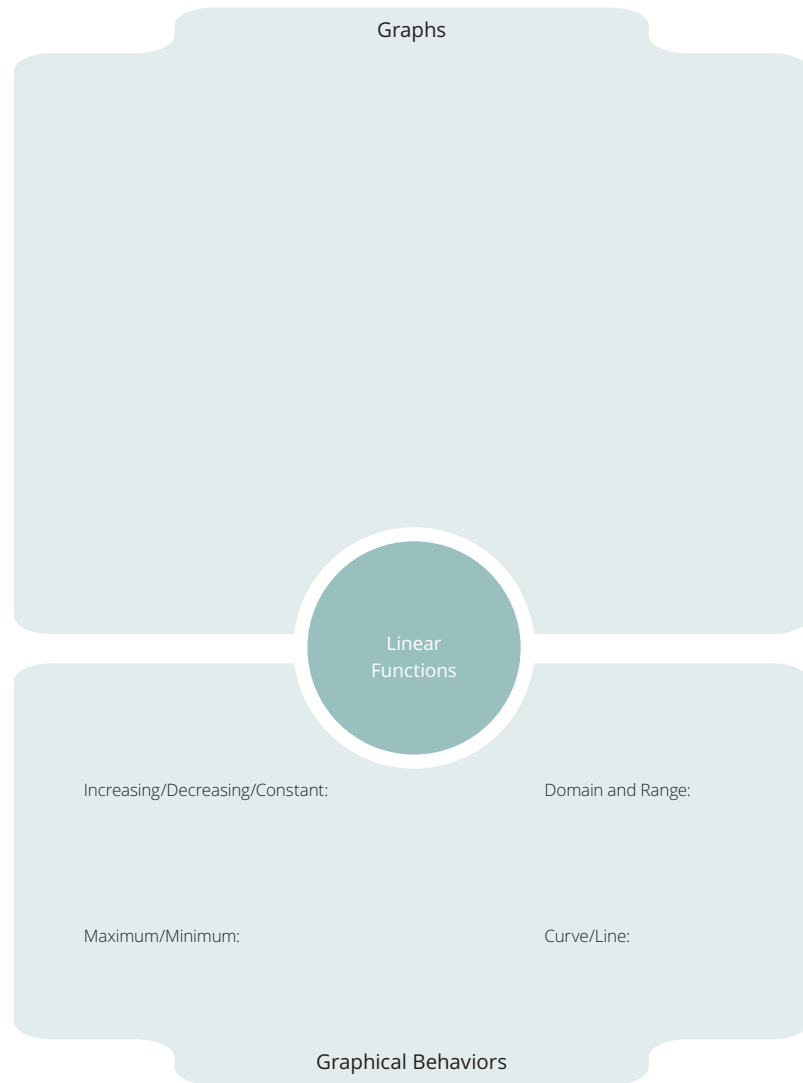 Graphs
Linear
Functions
Increasing/Decreasing/Constant:
Domain and Range:
Maximum/Minimum:
Curve/Line:
Graphical Behaviors